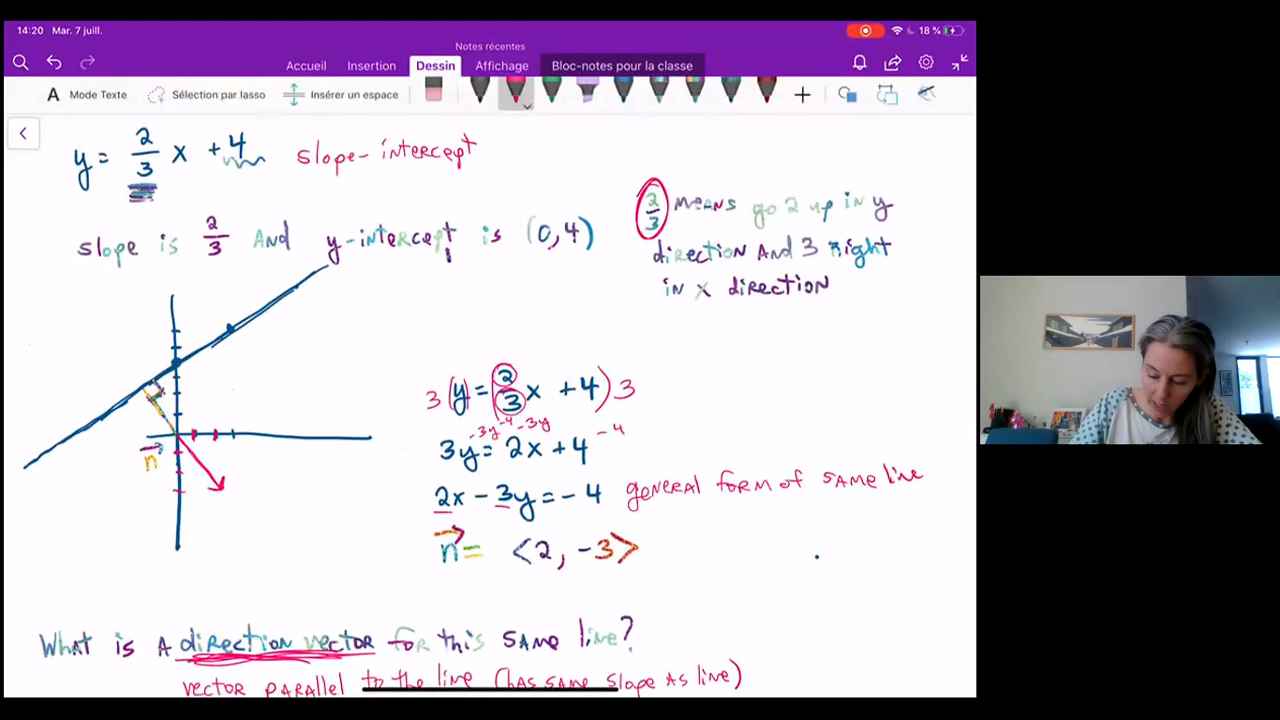 14:20 Mar. 7 juill. 18 %
Notes récentes
Accueil Insertion Dessin Affichage Bloc-notes pour la classe
A Mode Texte Sélection par lasso Insérer un espace
y = 2/3 x + 4 slope-intercept
slope is 2/3 And y-intercept is (0,4)
2/3 means go 2 up in y
direction and 3 right
in x direction
3 (y = 2/3 x + 4) 3
-3y -4 -3y -4
3y = 2x + 4
2x - 3y = -4 general form of same line
n = <2, -3>
n
What is a direction vector for this same line?
vector parallel to the line (has same slope as line)